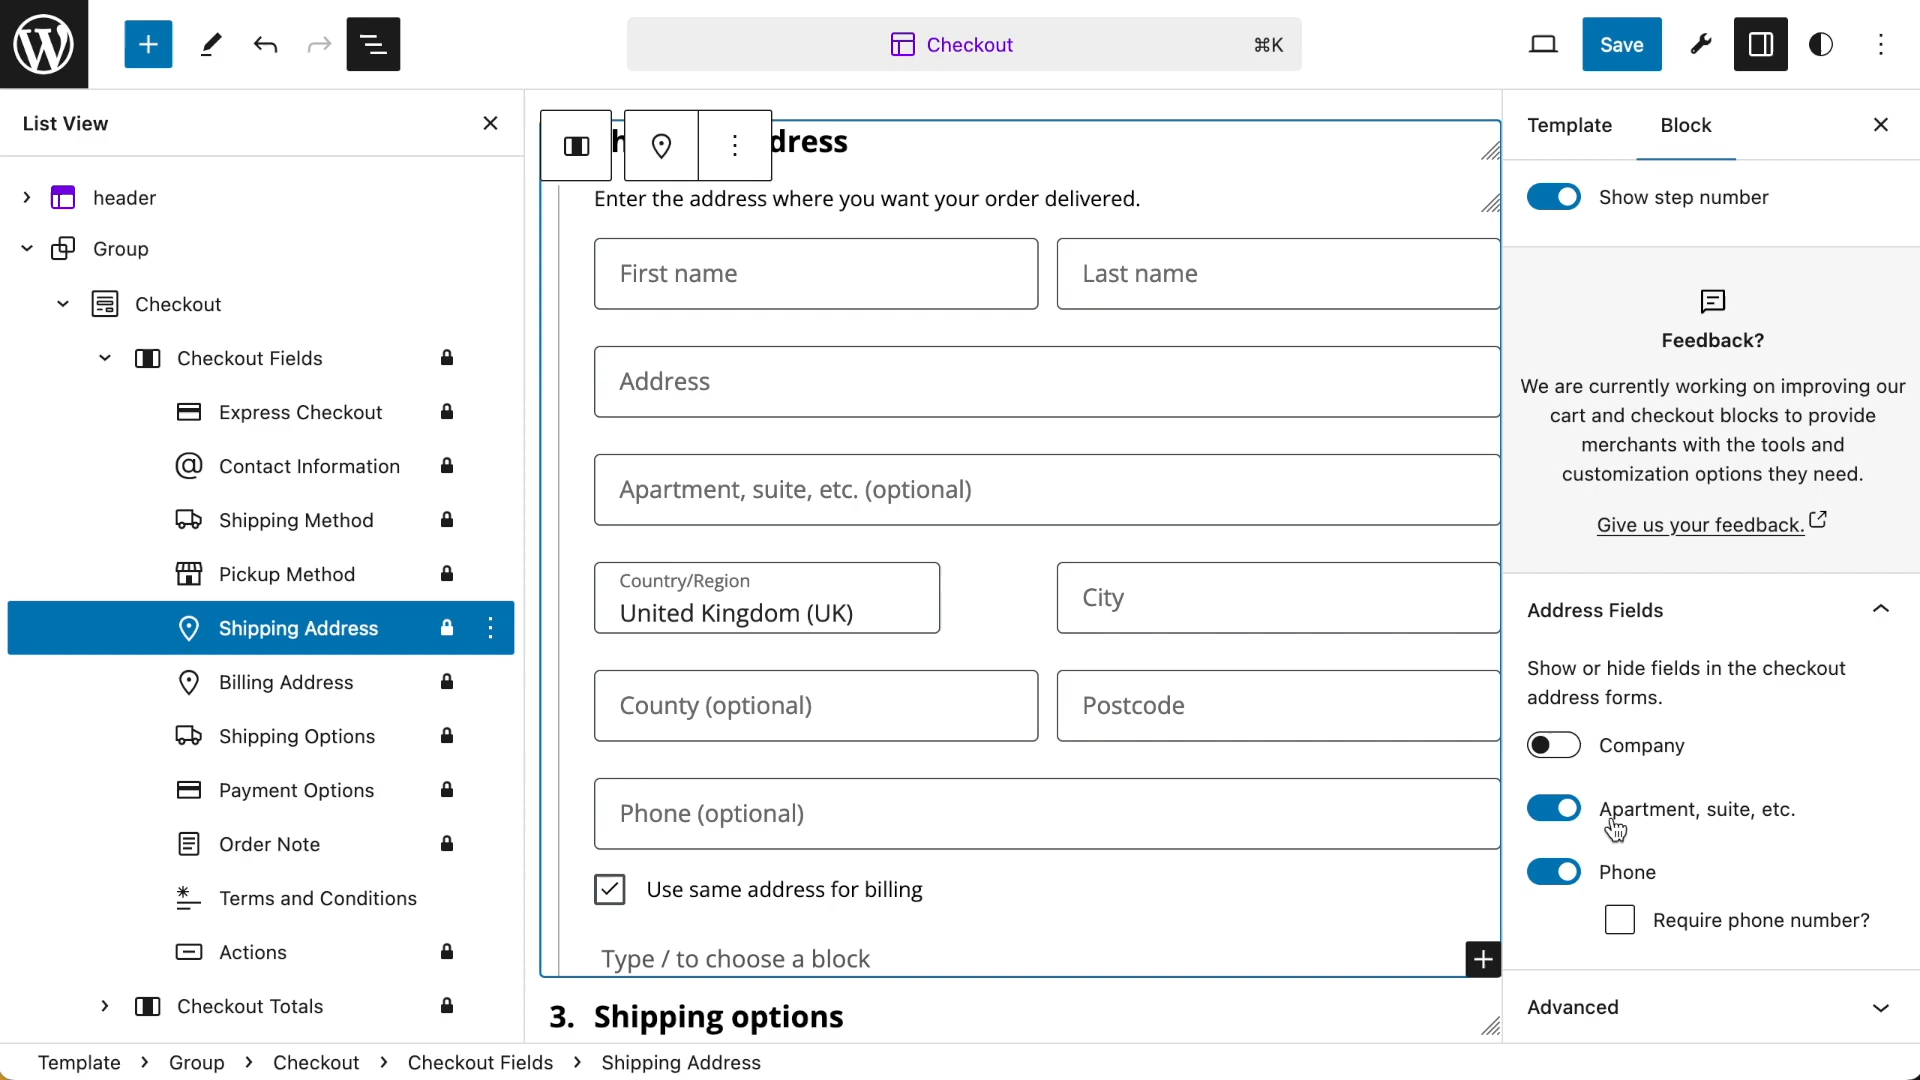 Checkout
⌘K
Save
List View
header
Group
Checkout
Checkout Fields
Express Checkout
Contact Information
Shipping Method
Pickup Method
Shipping Address
Billing Address
Shipping Options
Payment Options
Order Note
Terms and Conditions
Actions
Checkout Totals
dress
Enter the address where you want your order delivered.
First name
Last name
Address
Apartment, suite, etc. (optional)
Country/Region
United Kingdom (UK)
City
County (optional)
Postcode
Phone (optional)
Use same address for billing
Type / to choose a block
3. Shipping options
Template
Block
Show step number
Feedback?
We are currently working on improving our
cart and checkout blocks to provide
merchants with the tools and
customization options they need.
Give us your feedback.
Address Fields
Show or hide fields in the checkout
address forms.
Company
Apartment, suite, etc.
Phone
Require phone number?
Advanced
Template > Group > Checkout > Checkout Fields > Shipping Address